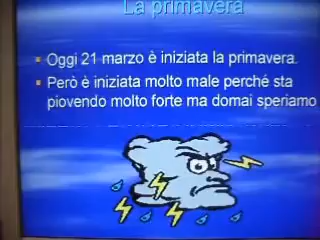 La primavera
Oggi 21 marzo è iniziata la primavera.
Però è iniziata molto male perché sta
piovendo molto forte ma domai speriamo